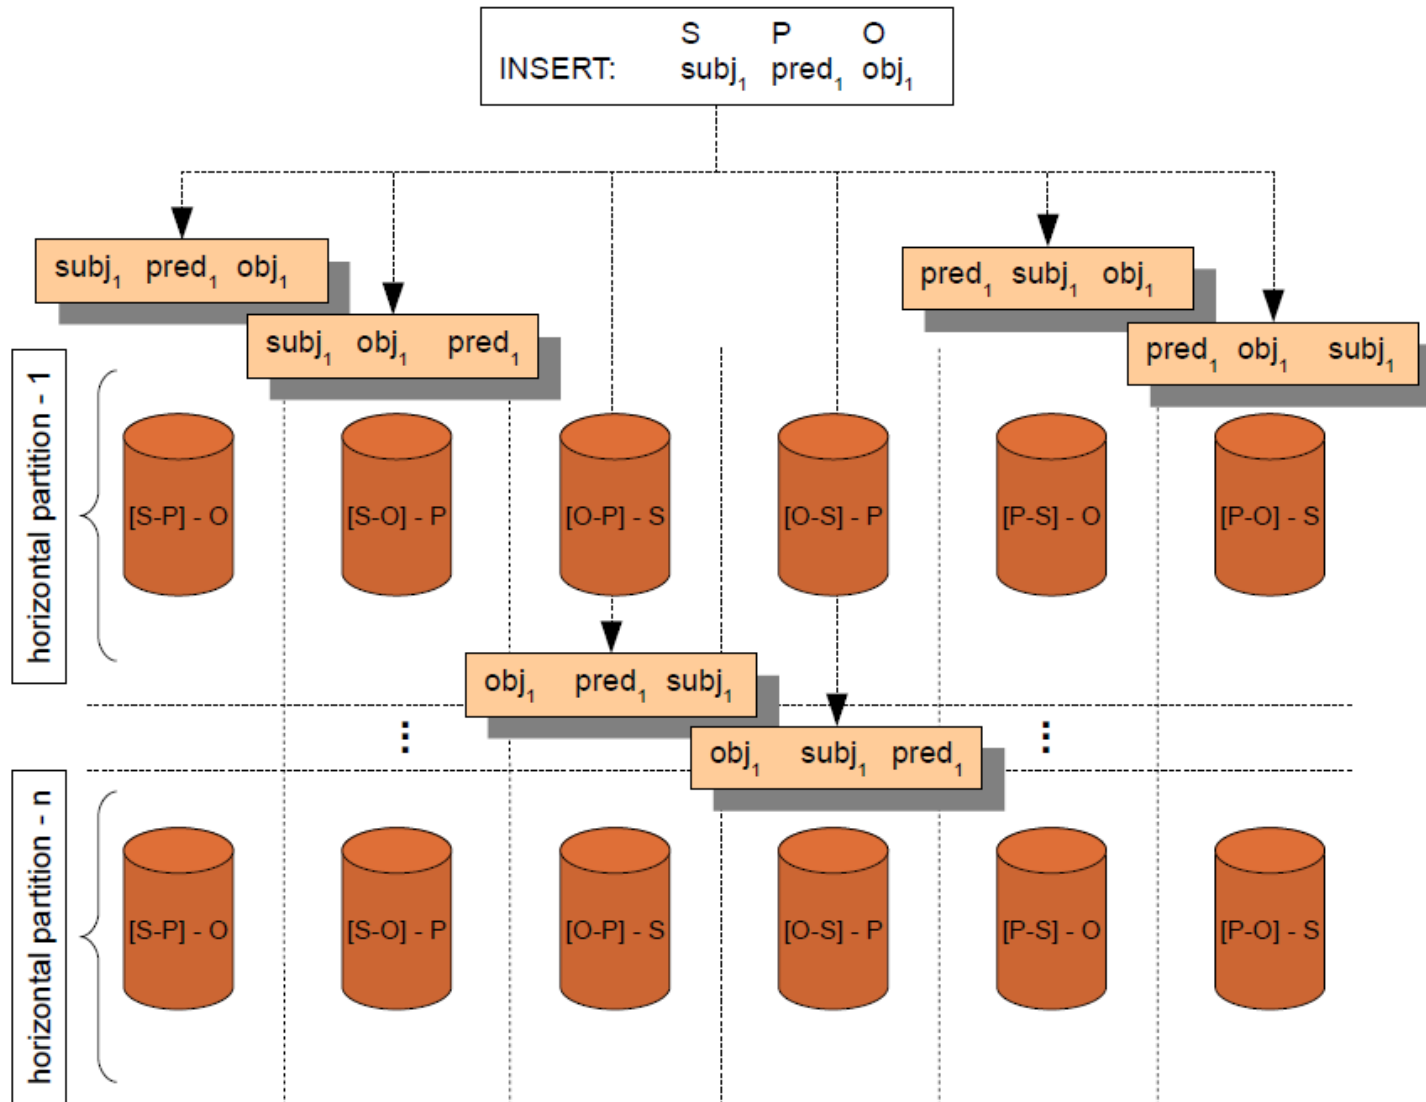 S P O
INSERT: subj₁ pred₁ obj₁
subj₁ pred₁ obj₁
pred₁ subj₁ obj₁
subj₁ obj₁ pred₁
pred₁ obj₁ subj₁
horizontal partition - 1
[S-P] - O [S-O] - P [O-P] - S [O-S] - P [P-S] - O [P-O] - S
obj₁ pred₁ subj₁
obj₁ subj₁ pred₁
horizontal partition - n
[S-P] - O [S-O] - P [O-P] - S [O-S] - P [P-S] - O [P-O] - S